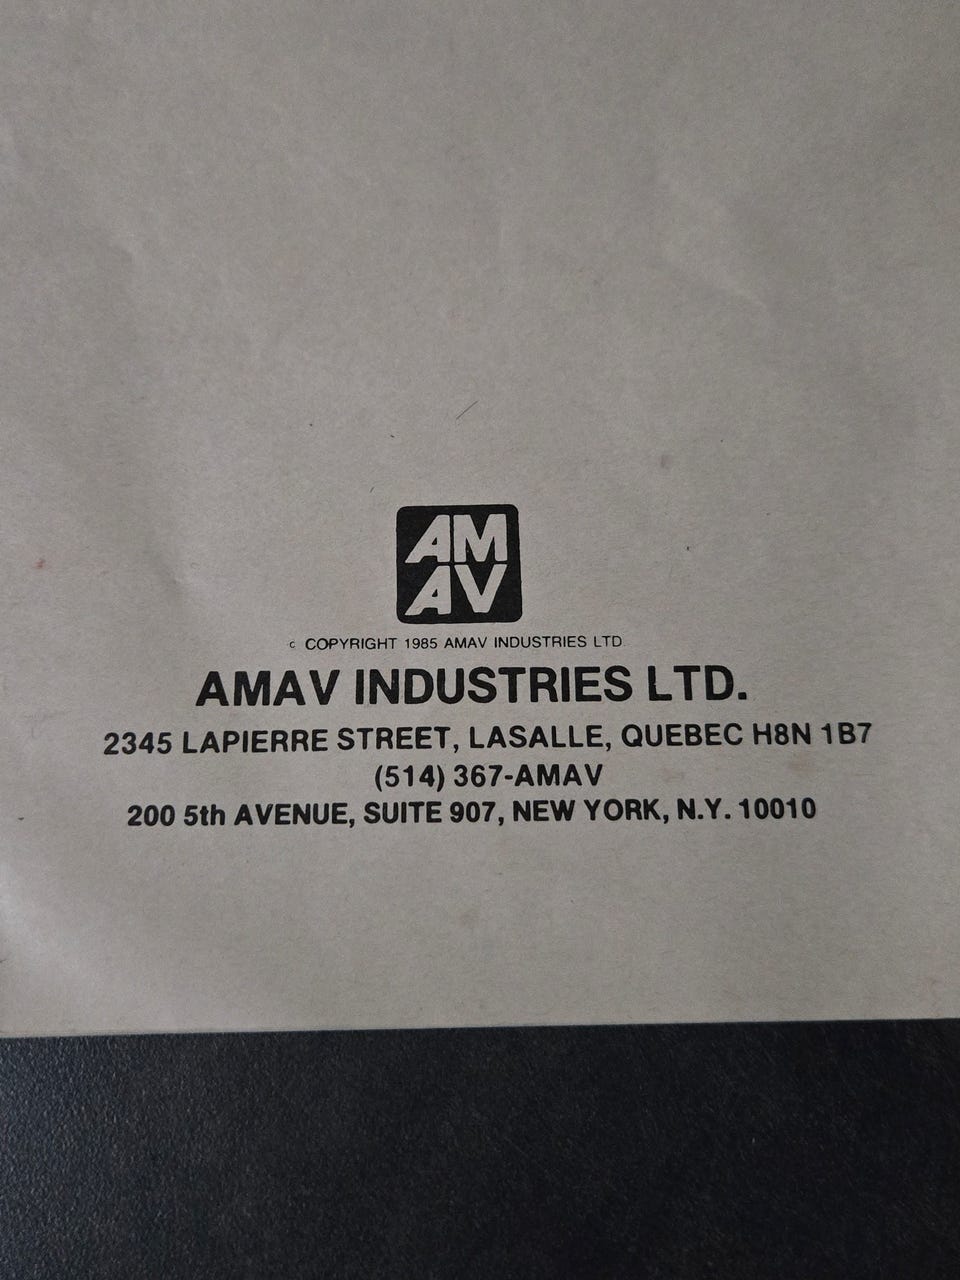 AM
AV
c COPYRIGHT 1985 AMAV INDUSTRIES LTD
AMAV INDUSTRIES LTD.
2345 LAPIERRE STREET, LASALLE, QUEBEC H8N 1B7
(514) 367-AMAV
200 5th AVENUE, SUITE 907, NEW YORK, N.Y. 10010